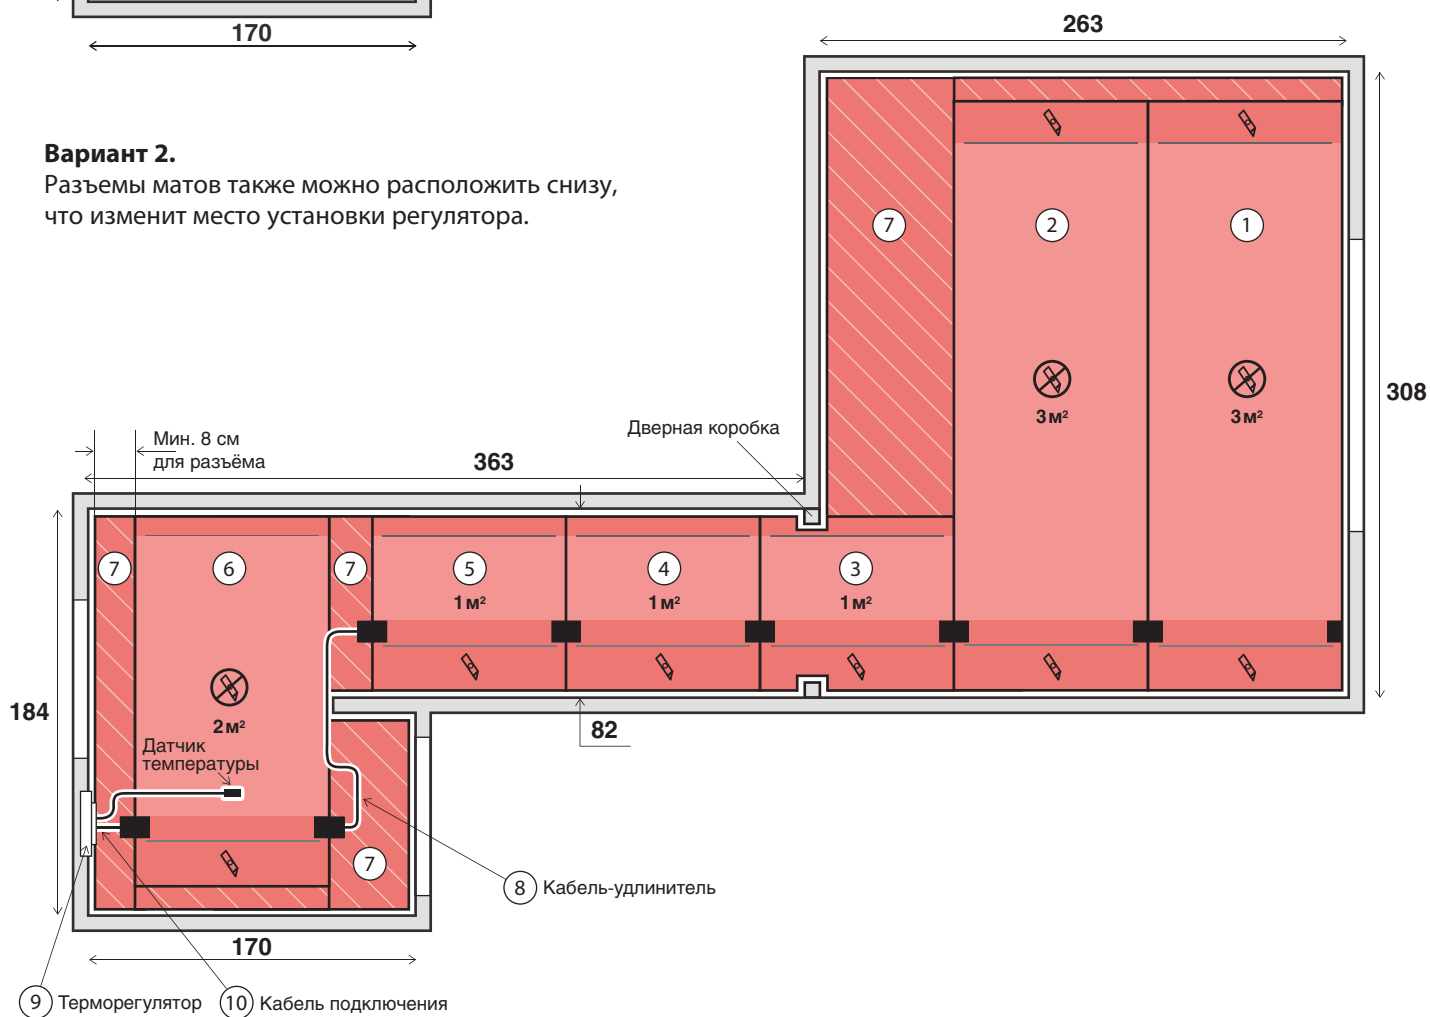 170
263
Вариант 2.
Разъемы матов также можно расположить снизу,
что изменит место установки регулятора.
7
2
1
3 м²
3 м²
308
Дверная коробка
Мин. 8 см
для разъёма
363
7
6
7
5
4
3
1 м²
1 м²
1 м²
184
2 м²
82
Датчик
температуры
7
8 Кабель-удлинитель
170
9 Терморегулятор
10 Кабель подключения